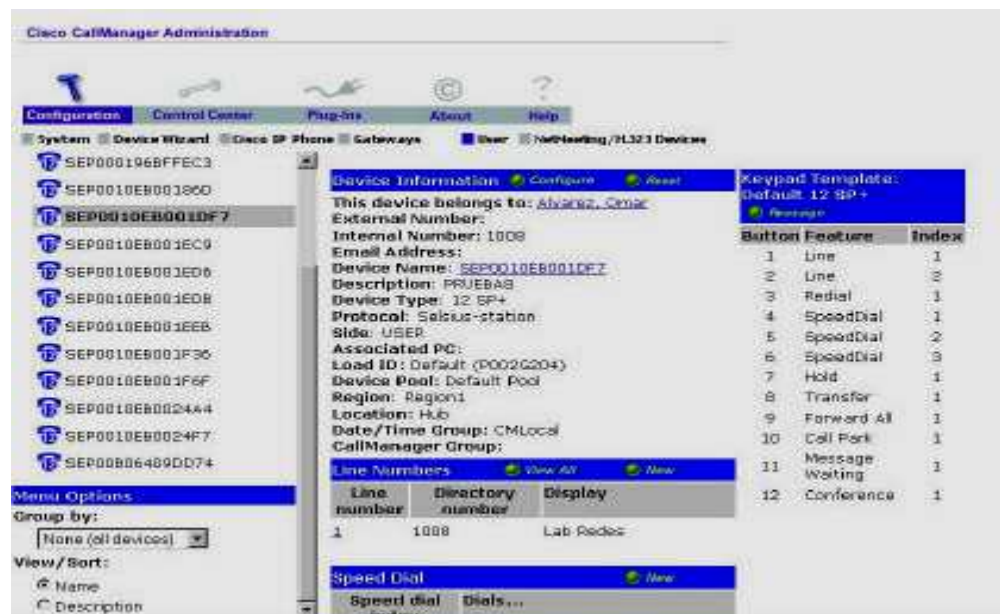 Cisco CallManager Administration
Configuration Control Center Plug-Ins About Help
System Device Wizard Cisco IP Phone Gateways User NetMeeting/H.323 Devices
SEP000196BFFEC3
SEP0010EB00186D
SEP0010EB001DF7
SEP0010EB001EC9
SEP0010EB001ED6
SEP0010EB001EDB
SEP0010EB001EEB
SEP0010EB001F36
SEP0010EB001F6F
SEP0010EB0024A4
SEP0010EB0024F7
SEP00B06489DD74
Menu Options
Group by:
None (all devices)
View/Sort:
Name
Description
Device Information Configure Reset
This device belongs to: Alvarez, Omar
External Number:
Internal Number: 1008
Email Address:
Device Name: SEP0010EB001DF7
Description: PRUEBAS
Device Type: 12 SP+
Protocol: Selsius-station
Side: USER
Associated PC:
Load ID: Default (P002G204)
Device Pool: Default Pool
Region: Region1
Location: Hub
Date/Time Group: CMLocal
CallManager Group:
Line Numbers View All New
Line number Directory number Display
1 1008 Lab Redes
Speed Dial New
Speed dial Dials...
Keypad Template:
Default 12 SP+
Button Feature Index
1 Line 1
2 Line 2
3 Redial 1
4 SpeedDial 1
5 SpeedDial 2
6 SpeedDial 3
7 Hold 1
8 Transfer 1
9 Forward All 1
10 Call Park 1
11 Message Waiting 1
12 Conference 1